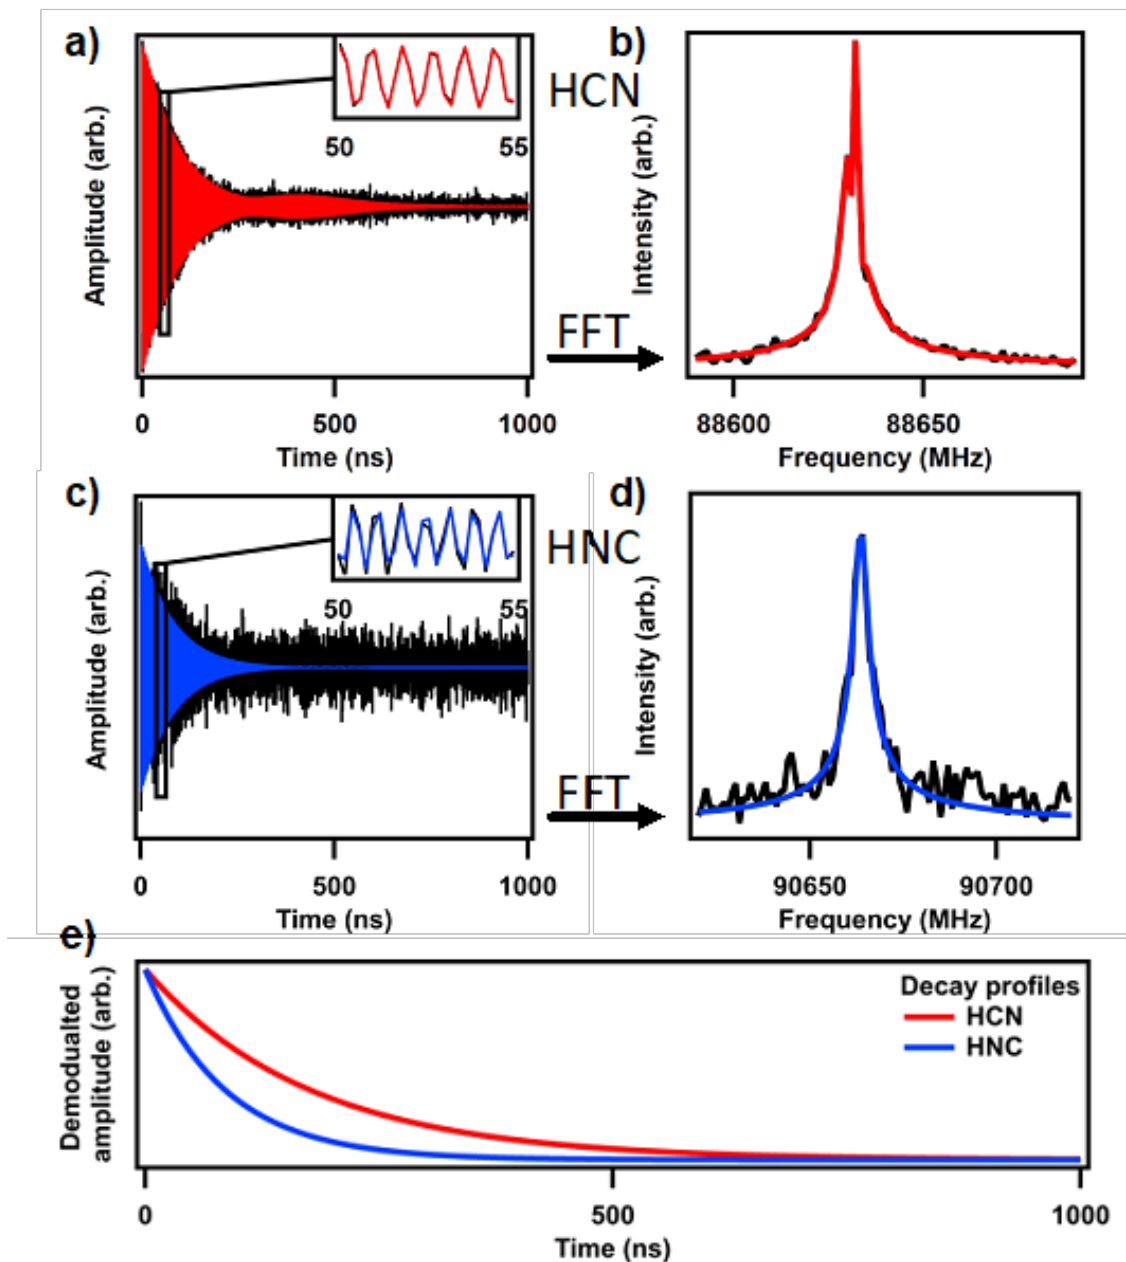 a)
Amplitude (arb.)
50
55
0
500
1000
Time (ns)
HCN
FFT
b)
Intensity (arb.)
88600
88650
Frequency (MHz)
c)
Amplitude (arb.)
50
55
0
500
1000
Time (ns)
HNC
FFT
d)
Intensity (arb.)
90650
90700
Frequency (MHz)
e)
Demodualted
amplitude (arb.)
Decay profiles
HCN
HNC
0
500
1000
Time (ns)